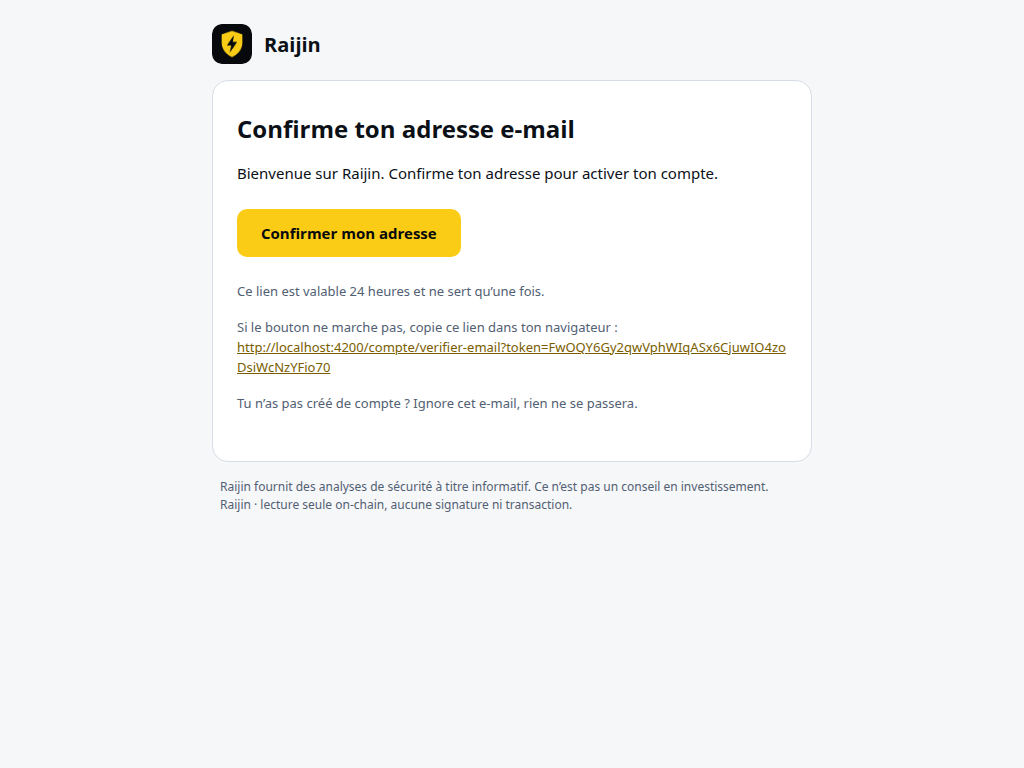 Raijin
Confirme ton adresse e-mail
Bienvenue sur Raijin. Confirme ton adresse pour activer ton compte.
Confirmer mon adresse
Ce lien est valable 24 heures et ne sert qu’une fois.
Si le bouton ne marche pas, copie ce lien dans ton navigateur :
http://localhost:4200/compte/verifier-email?token=FwOQY6Gy2qwVphWIqASx6CjuwIO4zo
DsiWcNzYFio70
Tu n’as pas créé de compte ? Ignore cet e-mail, rien ne se passera.
Raijin fournit des analyses de sécurité à titre informatif. Ce n’est pas un conseil en investissement.
Raijin · lecture seule on-chain, aucune signature ni transaction.